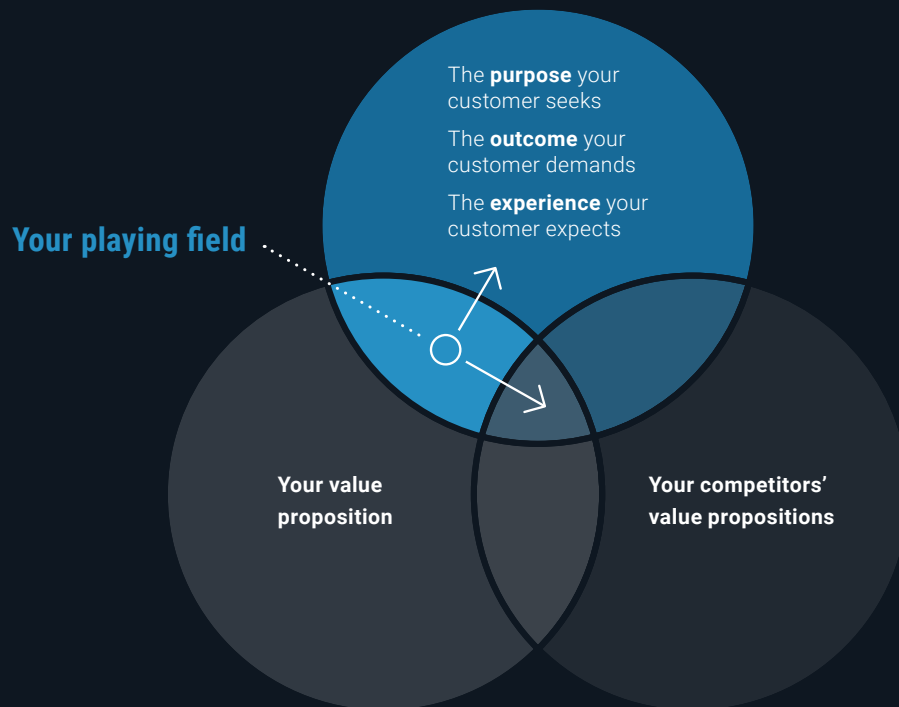 The purpose your
customer seeks
The outcome your
customer demands
The experience your
customer expects
Your playing field
Your value
proposition
Your competitors’
value propositions